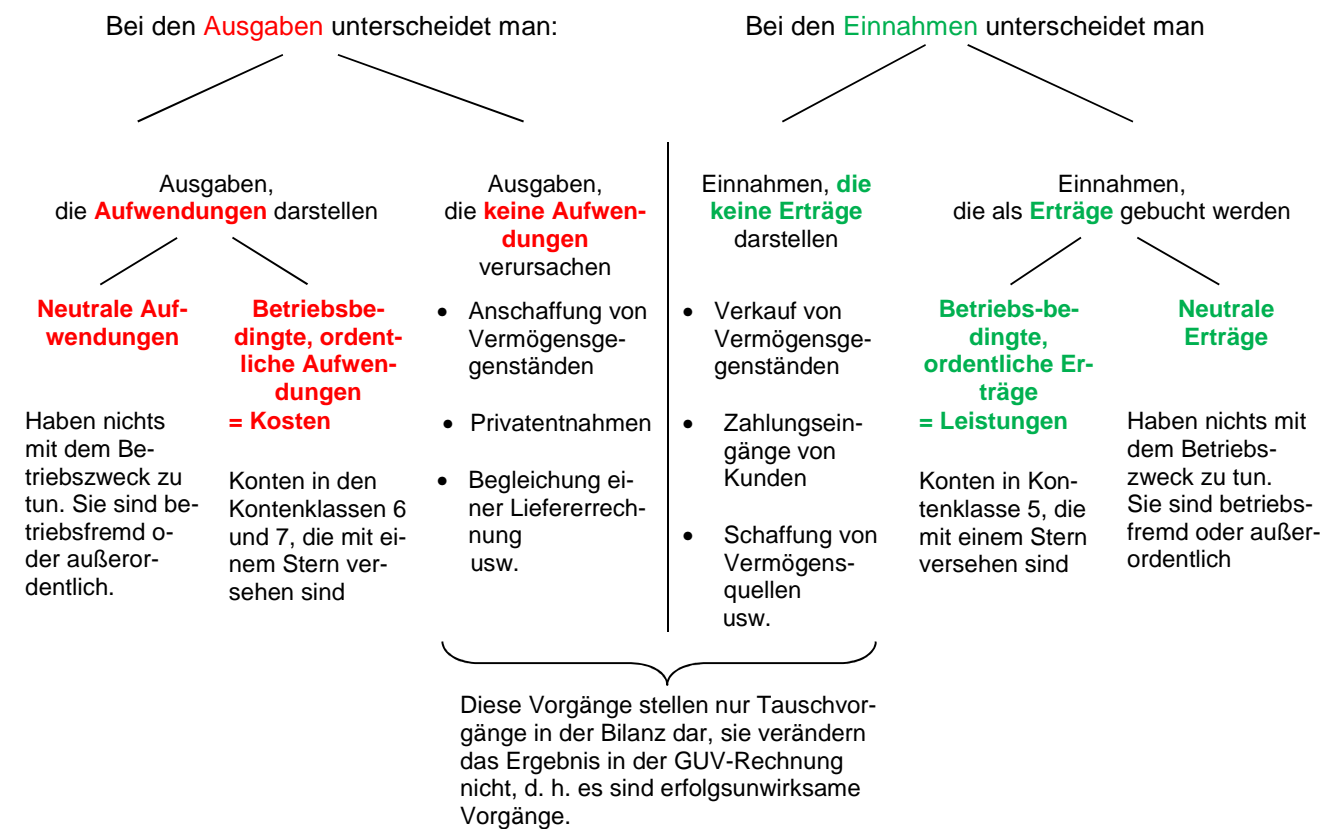 Bei den Ausgaben unterscheidet man:
Ausgaben,
die Aufwendungen darstellen
Neutrale Auf-
wendungen
Haben nichts
mit dem Be-
triebszweck zu
tun. Sie sind be-
triebsfremd o-
der außeror-
dentlich.
Betriebsbe-
dingte, ordent-
liche Aufwen-
dungen
= Kosten
Konten in den
Kontenklassen 6
und 7, die mit ei-
nem Stern ver-
sehen sind
Ausgaben,
die keine Aufwen-
dungen
verursachen
• Anschaffung von
Vermögensge-
genständen
• Privatentnahmen
• Begleichung ei-
ner Liefererrech-
nung
usw.
Bei den Einnahmen unterscheidet man
Einnahmen, die
keine Erträge
darstellen
• Verkauf von
Vermögensge-
genständen
• Zahlungsein-
gänge von
Kunden
• Schaffung von
Vermögens-
quellen
usw.
Einnahmen,
die als Erträge gebucht werden
Betriebs-be-
dingte,
ordentliche Er-
träge
= Leistungen
Konten in Kon-
tenklasse 5, die
mit einem Stern
versehen sind
Neutrale
Erträge
Haben nichts mit
dem Betriebs-
zweck zu tun.
Sie sind betriebs-
fremd oder außer-
ordentlich
Diese Vorgänge stellen nur Tauschvor-
gänge in der Bilanz dar, sie verändern
das Ergebnis in der GUV-Rechnung
nicht, d. h. es sind erfolgsunwirksame
Vorgänge.